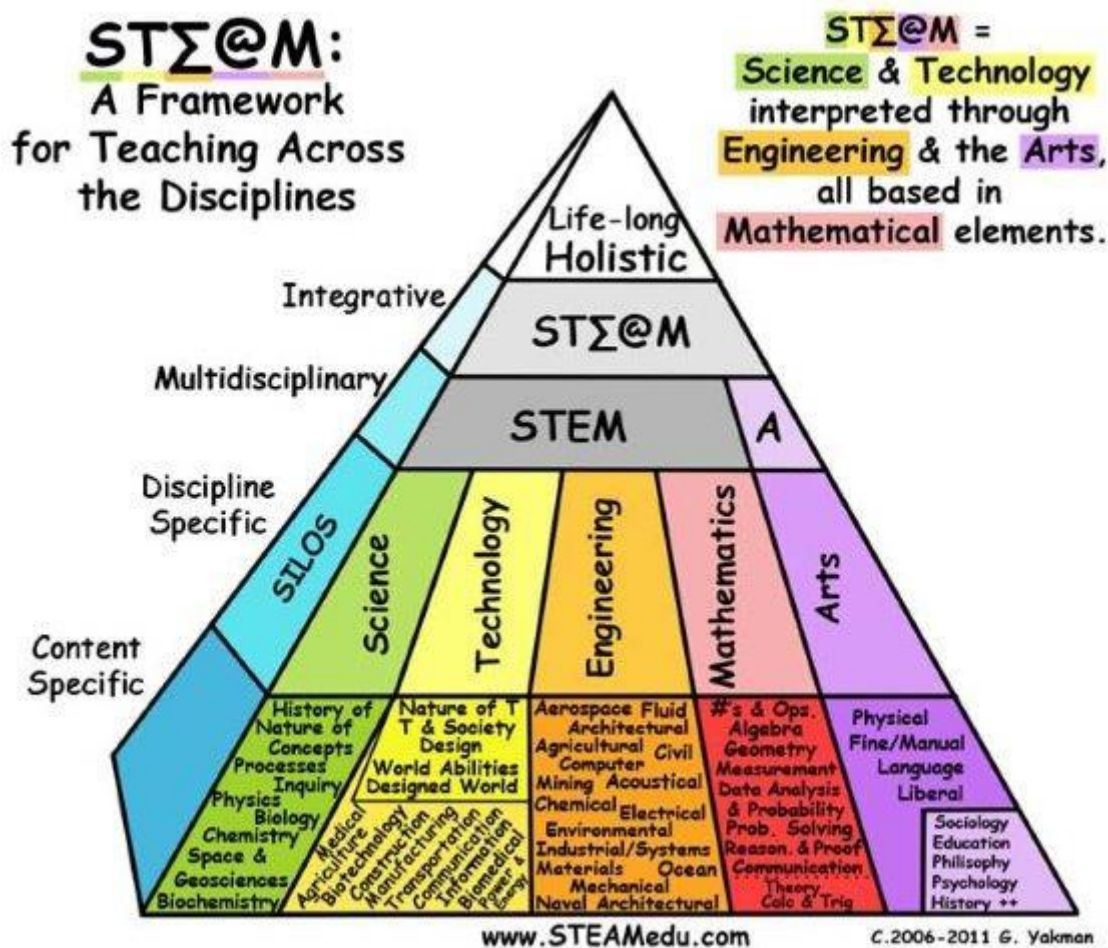 STΣ@M:
A Framework
for Teaching Across
the Disciplines
STΣ@M =
Science & Technology
interpreted through
Engineering & the Arts,
all based in
Mathematical elements.
Life-long
Holistic
Integrative
STΣ@M
Multidisciplinary
STEM
A
Discipline
Specific
SILOS
Science
Technology
Engineering
Mathematics
Arts
Content
Specific
History of
Nature of
Concepts
Processes
Inquiry
Physics
Biology
Chemistry
Space &
Geosciences
Biochemistry
Nature of T
T & Society
Design
World Abilities
Designed World
Medical
Agriculture
Biotechnology
Construction
Manufacturing
Transportation
Communication
Information
Biomedical
Power &
Energy
Aerospace Fluid
Architectural
Agricultural Civil
Computer
Mining Acoustical
Chemical Electrical
Environmental
Industrial/Systems
Materials Ocean
Mechanical
Naval Architectural
#'s & Ops.
Algebra
Geometry
Measurement
Data Analysis
& Probability
Prob. Solving
Reason. & Proof
Communication
Theory
Calc & Trig
Physical
Fine/Manual
Language
Liberal
Sociology
Education
Philisophy
Psychology
History ++
www.STEAMedu.com
C.2006-2011 G. Yakman